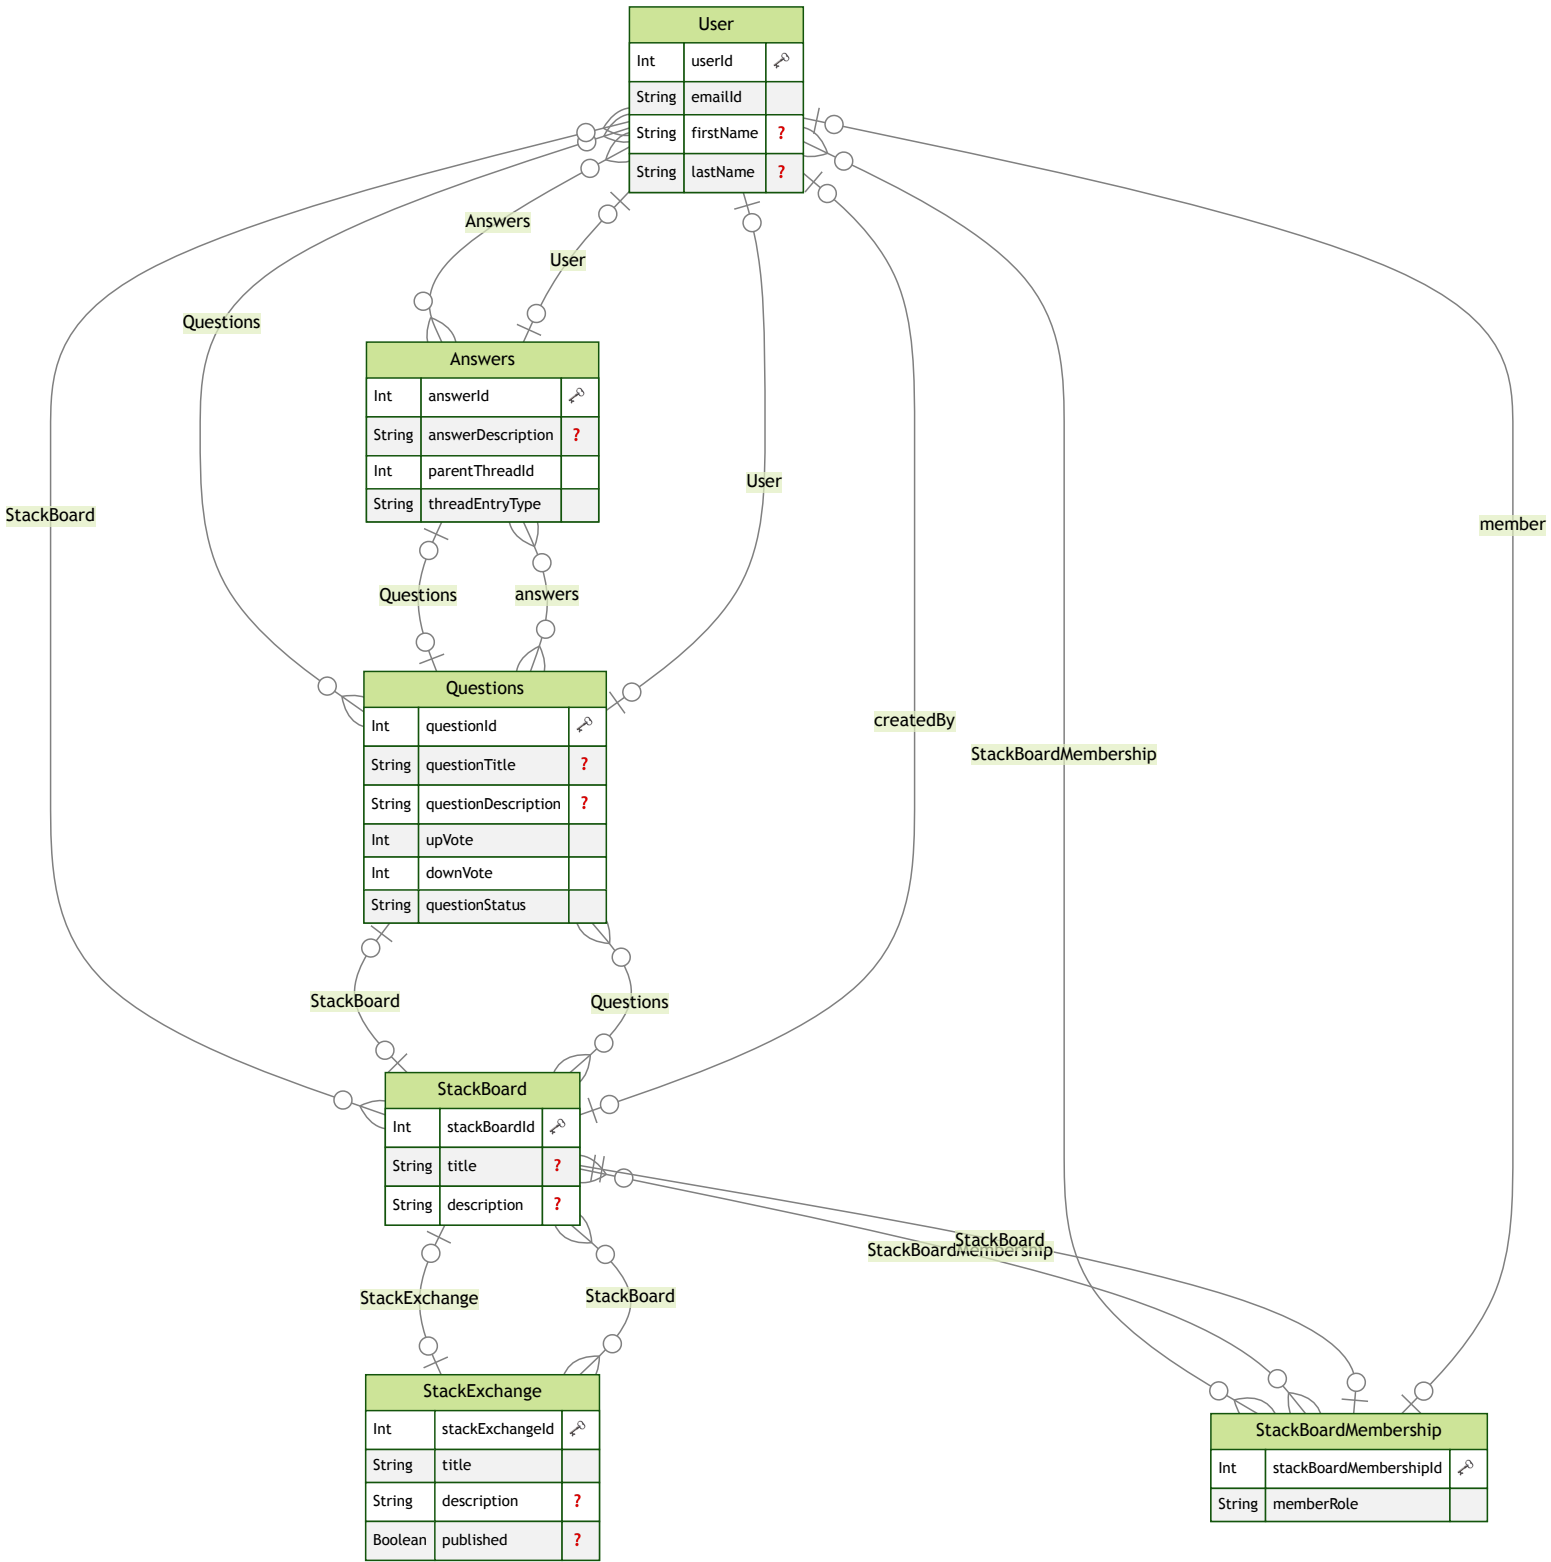 User
Int userId
String emailId
String firstName ?
String lastName ?
Answers
User
Questions
Answers
Int answerId
String answerDescription ?
Int parentThreadId
String threadEntryType
User
StackBoard
member
Questions
answers
Questions
Int questionId
String questionTitle ?
String questionDescription ?
Int upVote
Int downVote
String questionStatus
createdBy
StackBoardMembership
StackBoard
Questions
StackBoard
Int stackBoardId
String title ?
String description ?
StackBoard
StackBoardMembership
StackExchange
StackBoard
StackExchange
Int stackExchangeId
String title
String description ?
Boolean published ?
StackBoardMembership
Int stackBoardMembershipId
String memberRole